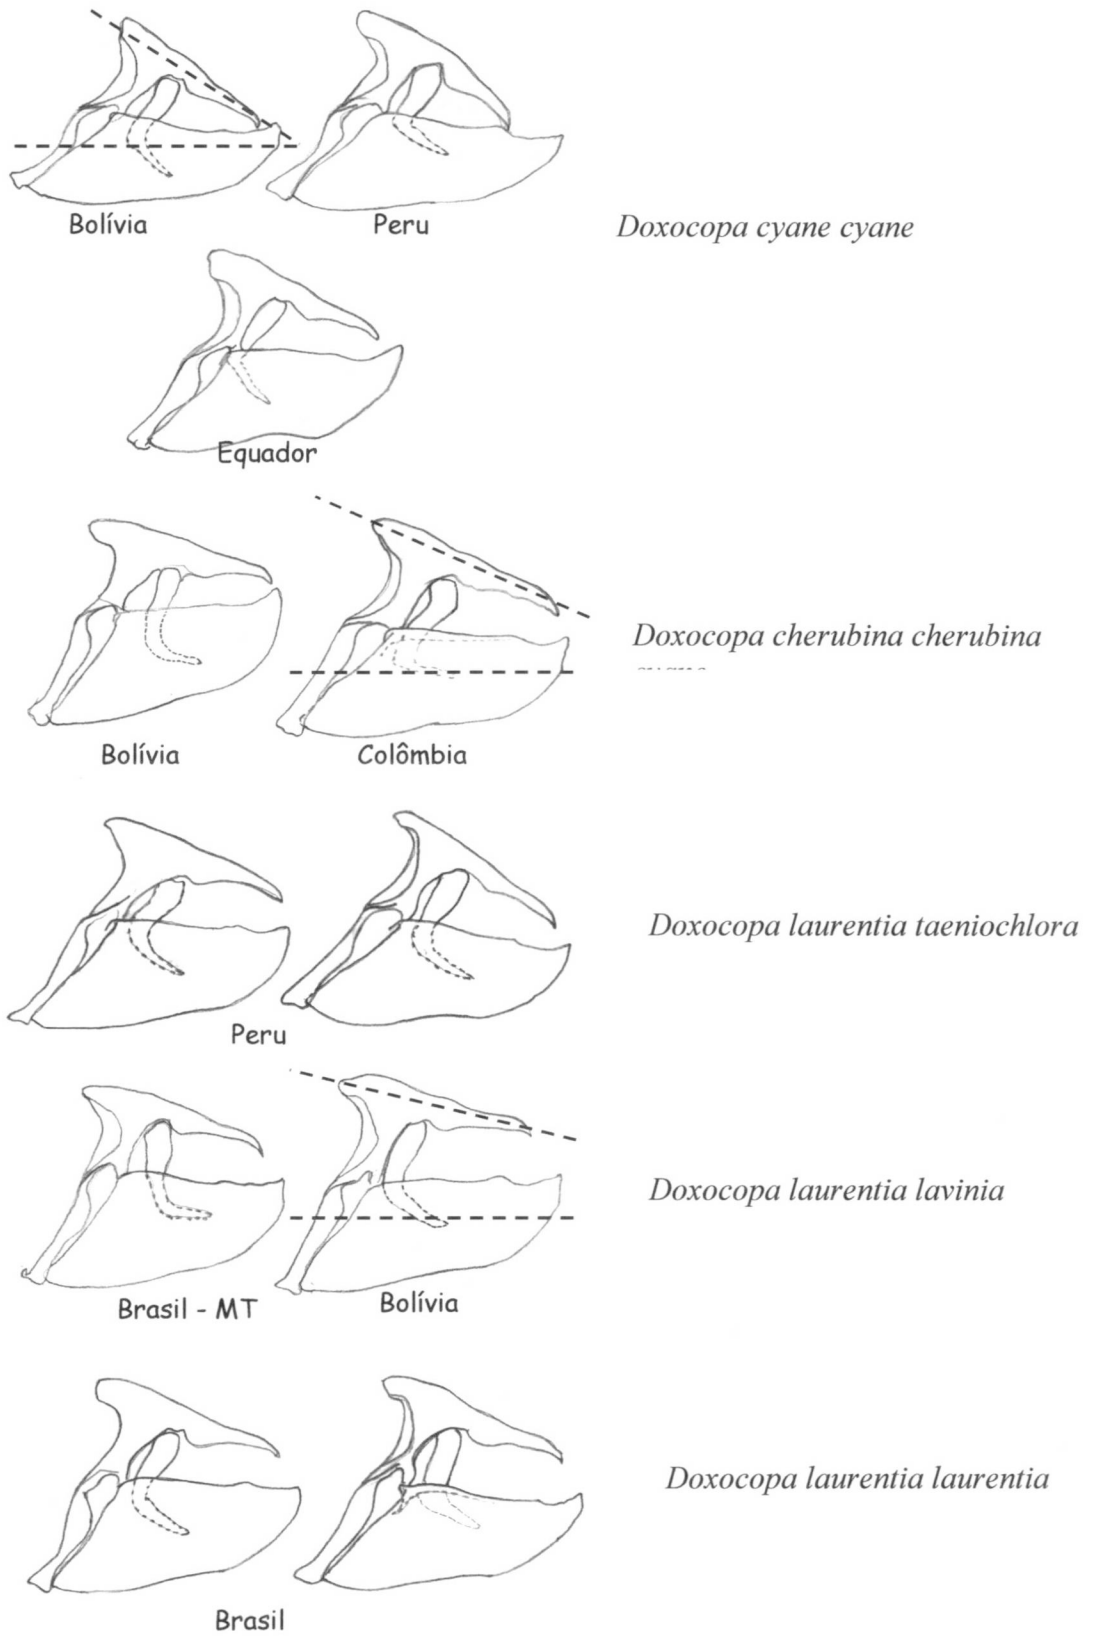 Bolívia Peru
Doxocopa cyane cyane
Equador
Doxocopa cherubina cherubina
Bolívia Colômbia
Doxocopa laurentia taeniochlora
Peru
Doxocopa laurentia lavinia
Brasil - MT Bolívia
Doxocopa laurentia laurentia
Brasil